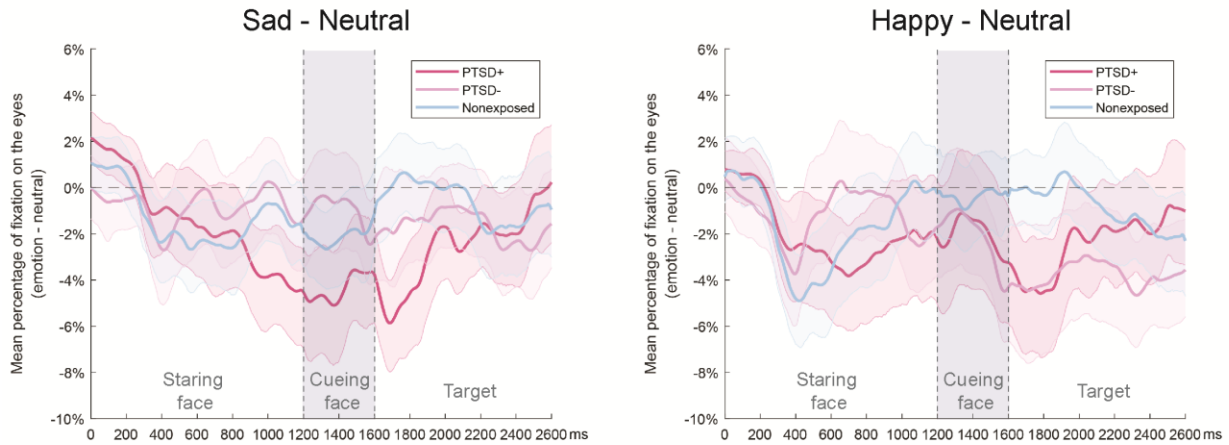 Sad - Neutral
Mean percentage of fixation on the eyes
(emotion - neutral)
6%
4%
2%
0%
-2%
-4%
-6%
-8%
-10%
PTSD+
PTSD-
Nonexposed
Staring
face
Cueing
face
Target
0 200 400 600 800 1000 1200 1400 1600 1800 2000 2200 2400 2600 ms
Happy - Neutral
Mean percentage of fixation on the eyes
(emotion - neutral)
6%
4%
2%
0%
-2%
-4%
-6%
-8%
-10%
PTSD+
PTSD-
Nonexposed
Staring
face
Cueing
face
Target
0 200 400 600 800 1000 1200 1400 1600 1800 2000 2200 2400 2600 ms